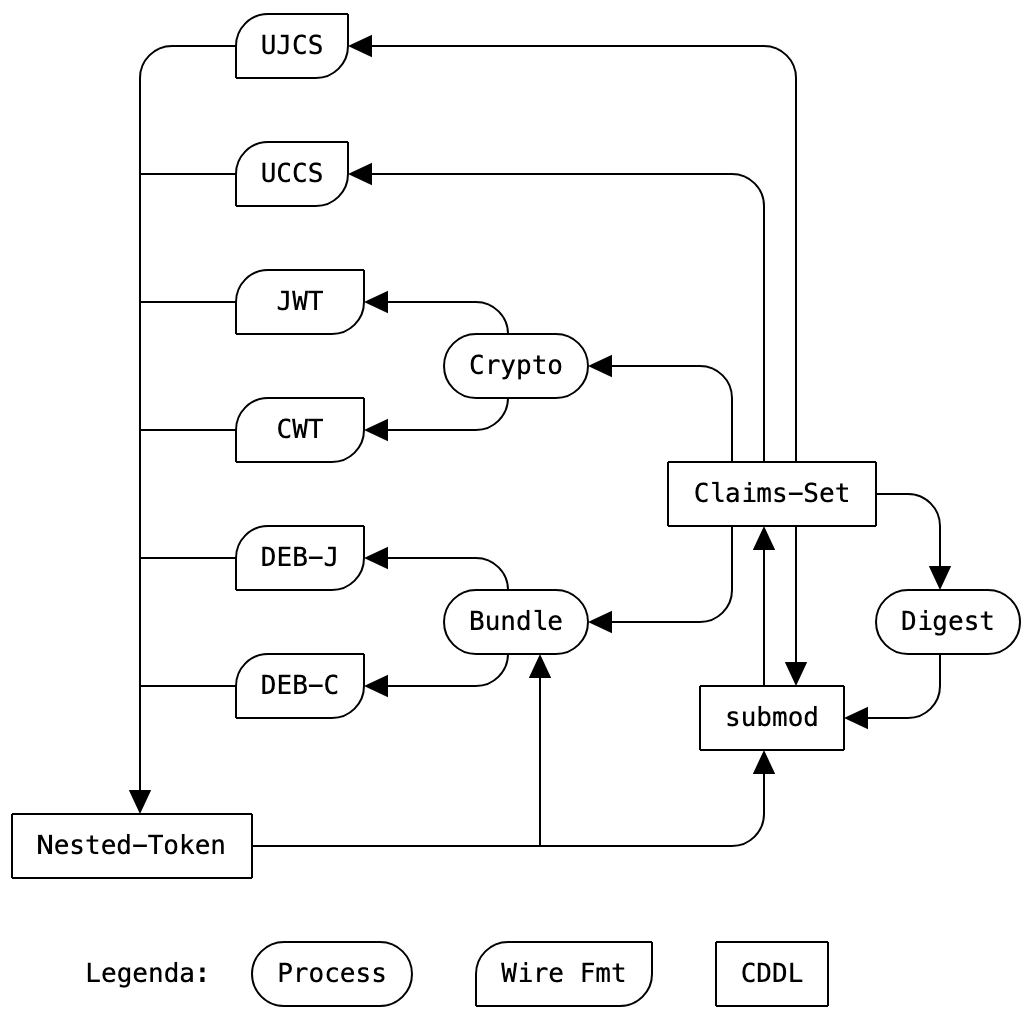 UJCS
UCCS
JWT
Crypto
CWT
Claims-Set
DEB-J
Bundle
Digest
DEB-C
submod
Nested-Token
Legenda: Process Wire Fmt CDDL